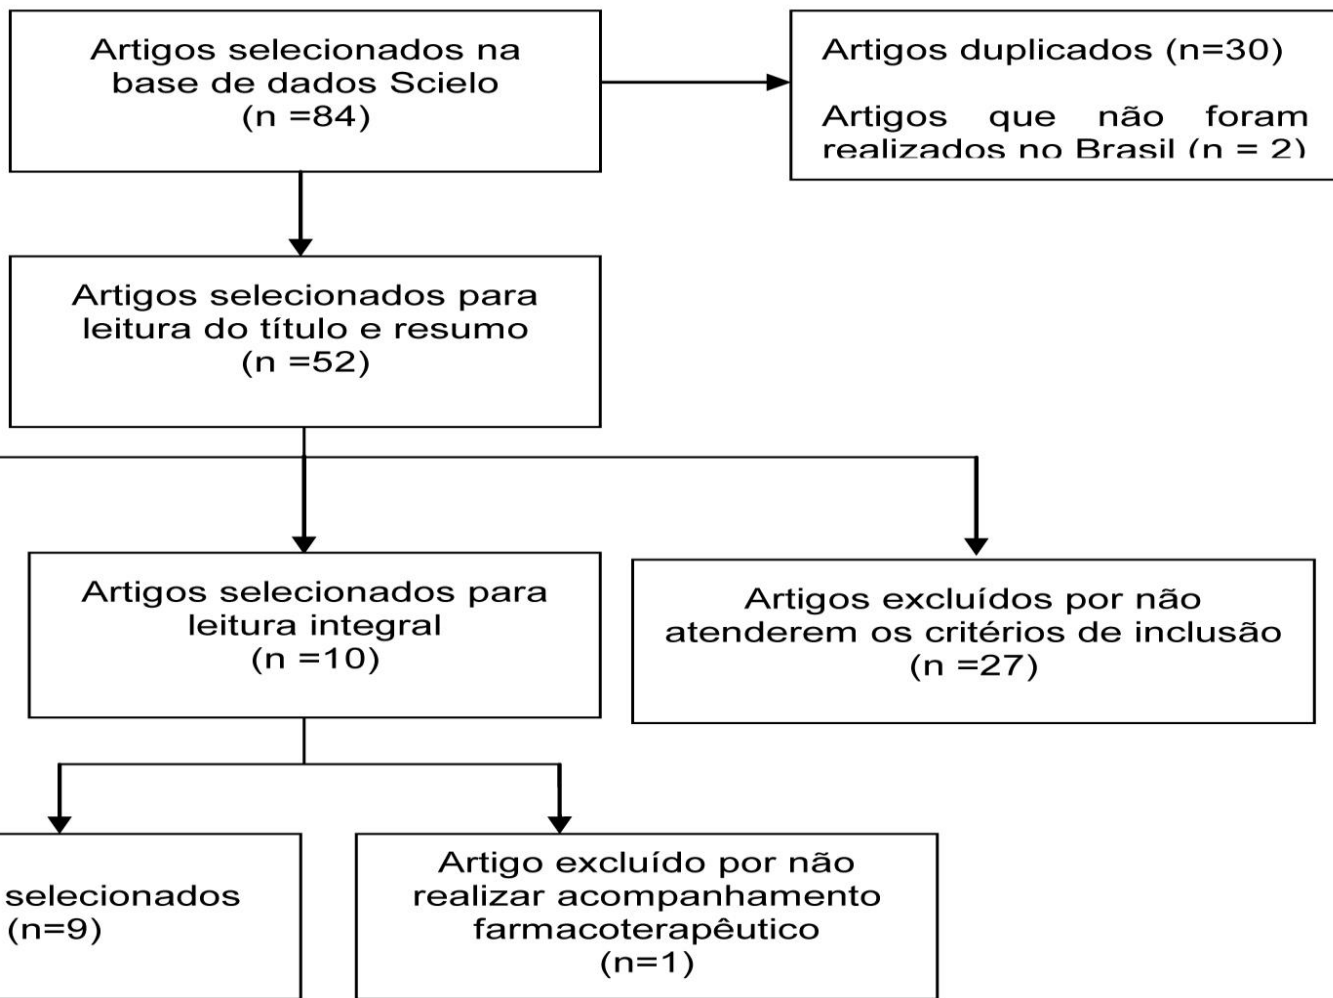 Artigos selecionados na
base de dados Scielo
(n =84)
Artigos duplicados (n=30)
Artigos que não foram
realizados no Brasil (n = 2)
Artigos selecionados para
leitura do título e resumo
(n =52)
Artigos selecionados para
leitura integral
(n =10)
Artigos excluídos por não
atenderem os critérios de inclusão
(n =27)
selecionados
(n=9)
Artigo excluído por não
realizar acompanhamento
farmacoterapêutico
(n=1)